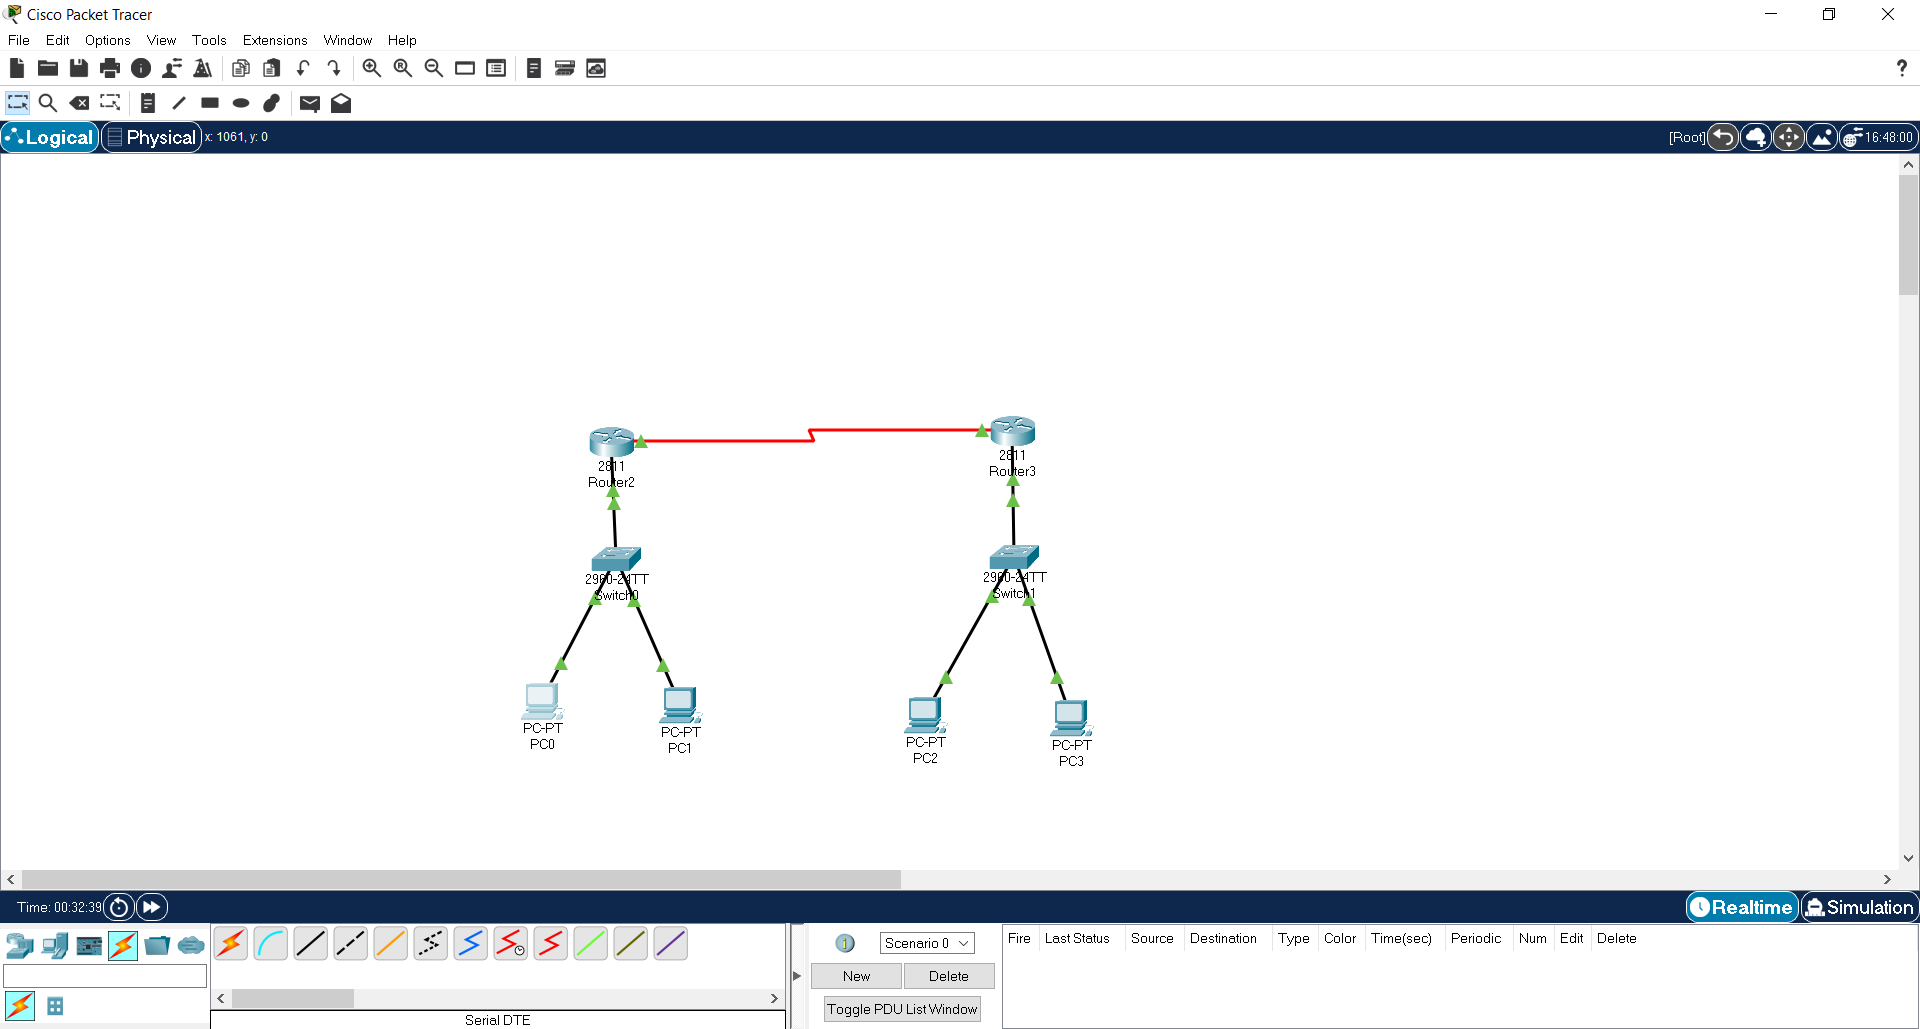 Cisco Packet Tracer
File Edit Options View Tools Extensions Window Help
?
Logical Physical x: 1061, y: 0 [Root] 16:48:00
2811
Router2
2811
Router3
2960-24TT
Switch0
2960-24TT
Switch1
PC-PT
PC0
PC-PT
PC1
PC-PT
PC2
PC-PT
PC3
Time: 00:32:39 Realtime Simulation
1 Scenario 0
New Delete
Toggle PDU List Window
Fire Last Status Source Destination Type Color Time(sec) Periodic Num Edit Delete
Serial DTE